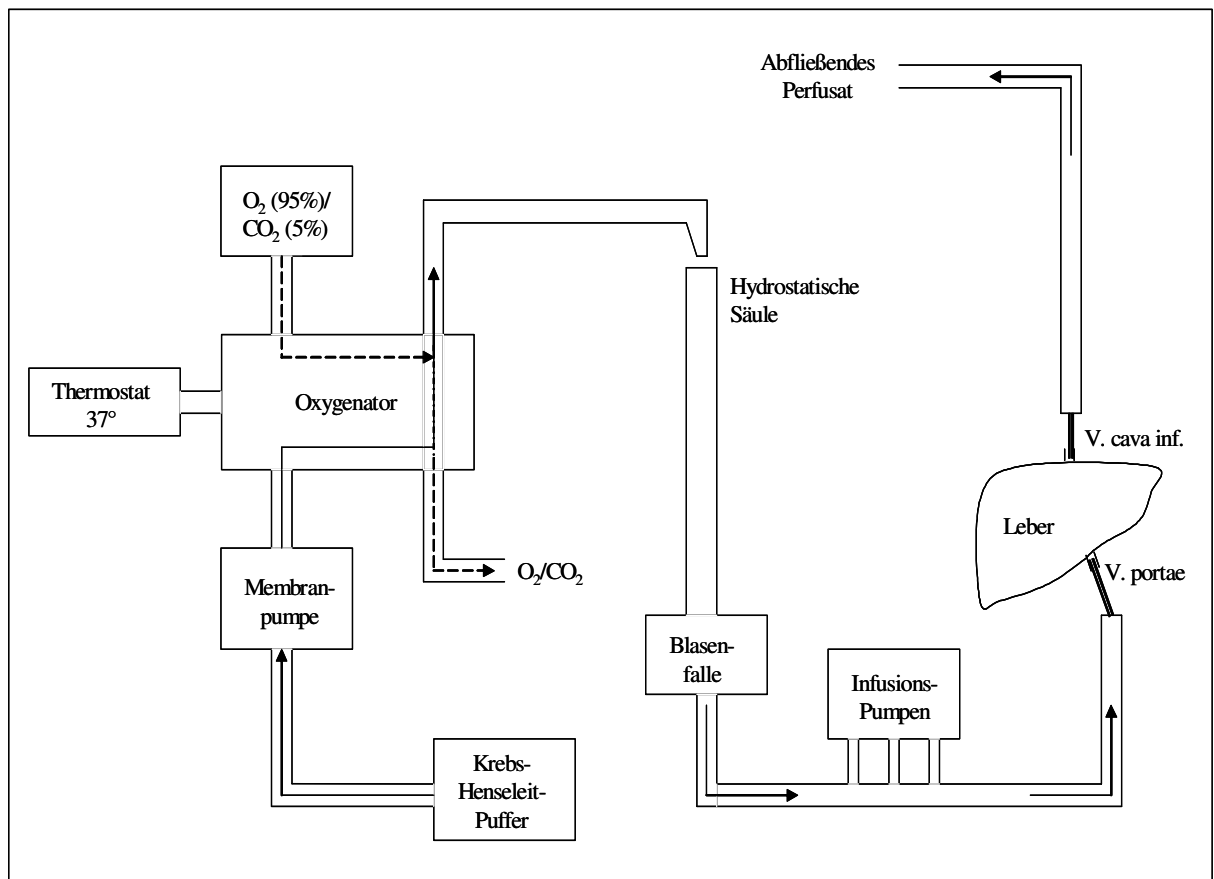 Abfließendes
Perfusat
O₂ (95%)/
CO₂ (5%)
Hydrostatische
Säule
Thermostat
37°
Oxygenator
V. cava inf.
Leber
V. portae
O₂/CO₂
Membran-
pumpe
Blasen-
falle
Infusions-
Pumpen
Krebs-
Henseleit-
Puffer